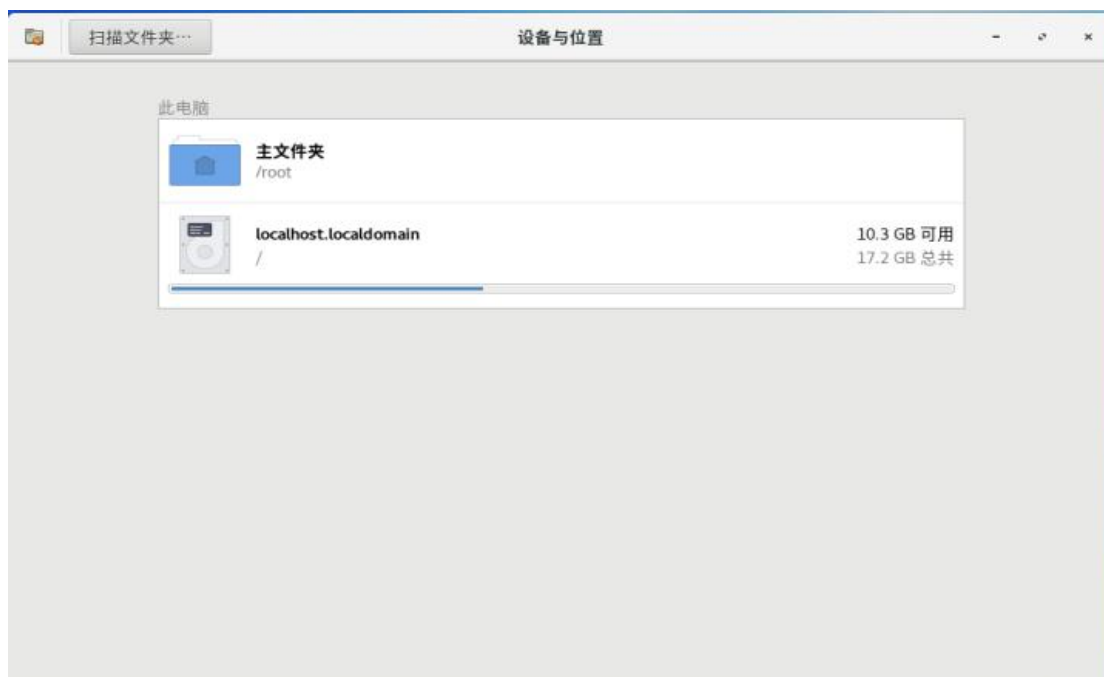 扫描文件夹…
设备与位置
此电脑
主文件夹
/root
localhost.localdomain
10.3 GB 可用
/
17.2 GB 总共